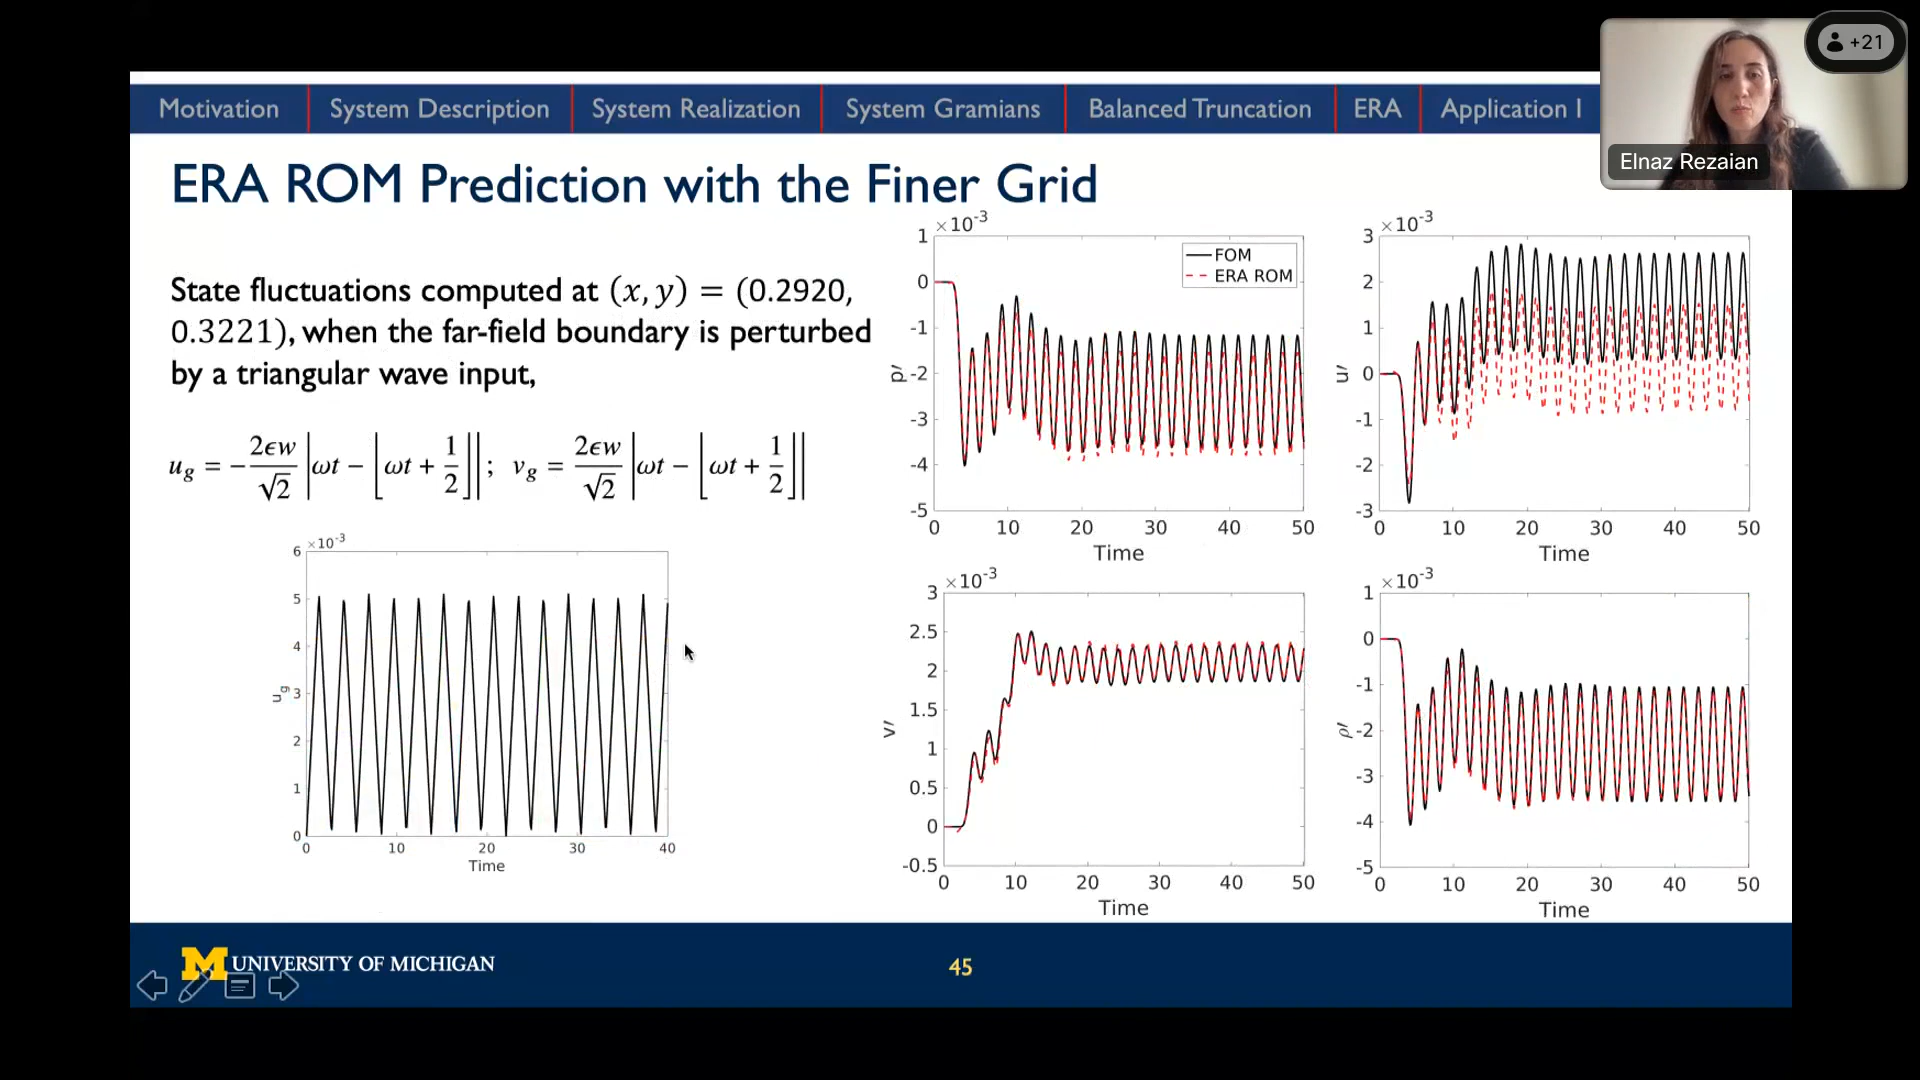 +21
Elnaz Rezaian
Motivation
System Description
System Realization
System Gramians
Balanced Truncation
ERA
Application I
ERA ROM Prediction with the Finer Grid
State fluctuations computed at (x, y) = (0.2920,
0.3221), when the far-field boundary is perturbed
by a triangular wave input,
u_g = −2ϵw/√2 |ωt − ⌊ωt + 1/2⌋|; v_g = 2ϵw/√2 |ωt − ⌊ωt + 1/2⌋|
×10^-3
6
5
4
3
2
1
0
u_g
0 10 20 30 40
Time
×10^-3
1
0
-1
-2
-3
-4
-5
p′
FOM
ERA ROM
0 10 20 30 40 50
Time
×10^-3
3
2
1
0
-1
-2
-3
u′
0 10 20 30 40 50
Time
×10^-3
3
2.5
2
1.5
1
0.5
0
-0.5
v′
0 10 20 30 40 50
Time
×10^-3
1
0
-1
-2
-3
-4
-5
ρ′
0 10 20 30 40 50
Time
M UNIVERSITY OF MICHIGAN
45